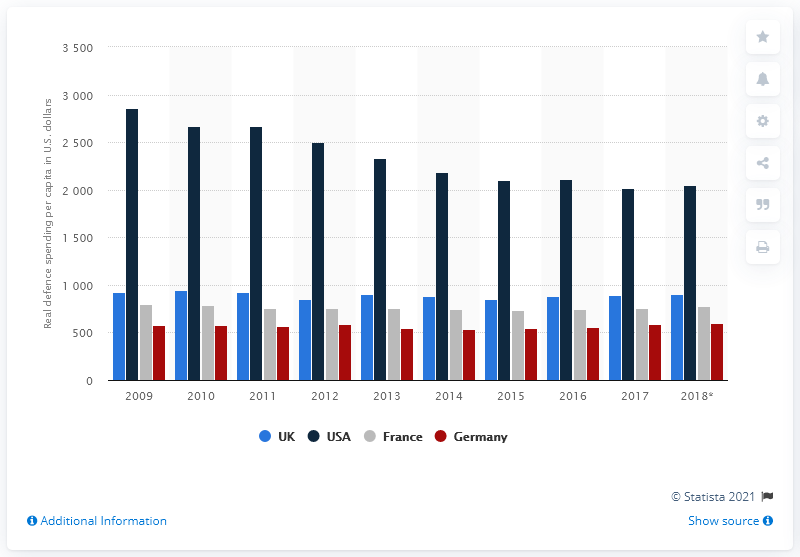 3 500
3 000
2 500
2 000
1 500
1 000
500
0
Real defence spending per capita in U.S. dollars
2009 2010 2011 2012 2013 2014 2015 2016 2017 2018*
UK USA France Germany
© Statista 2021
Additional Information Show source